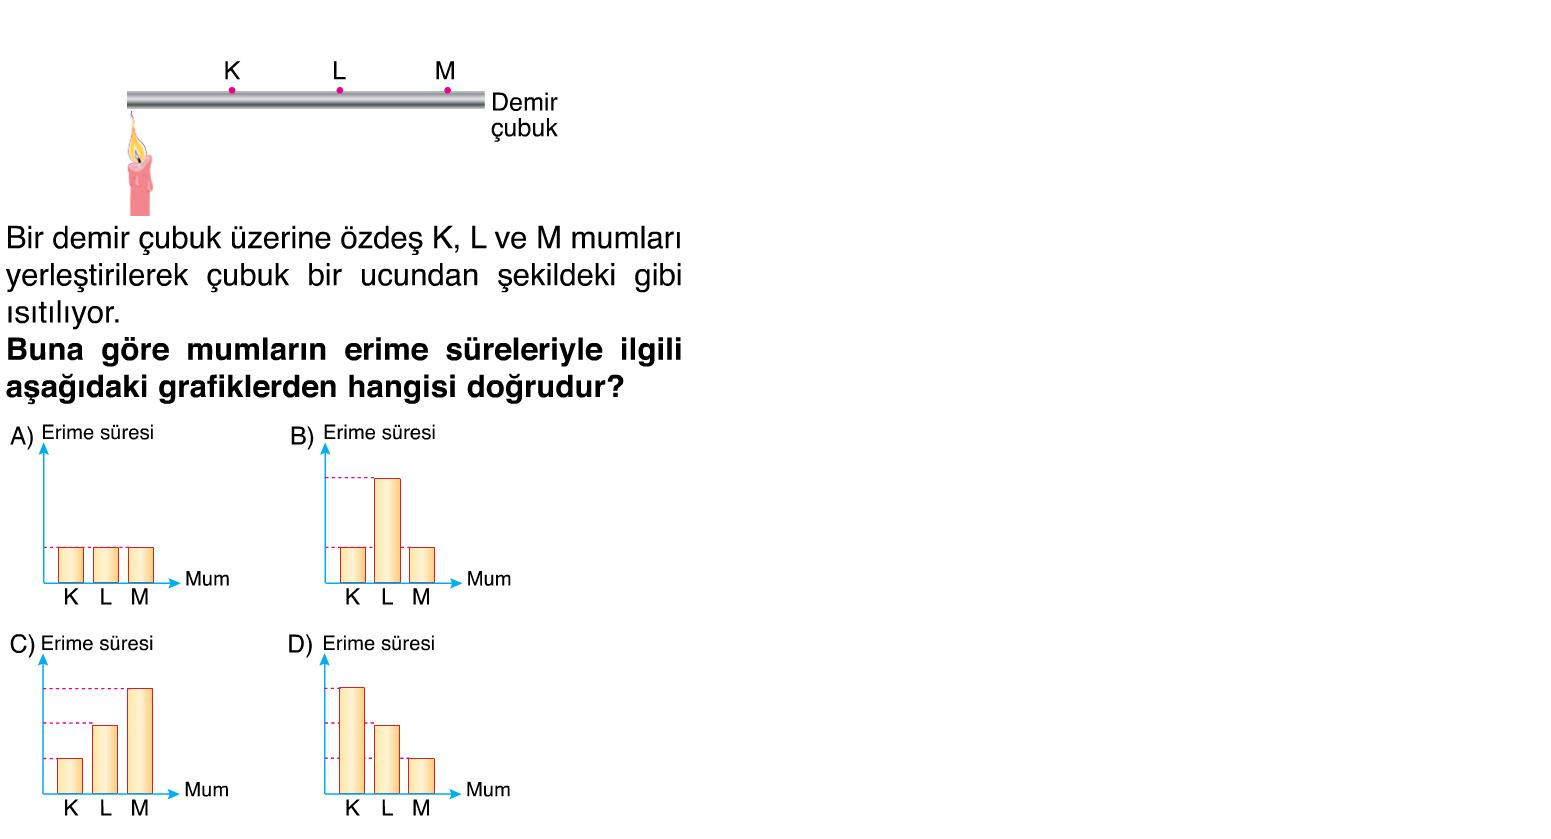 K L M
Demir
çubuk
Bir demir çubuk üzerine özdeş K, L ve M mumları
yerleştirilerek çubuk bir ucundan şekildeki gibi
ısıtılıyor.
Buna göre mumların erime süreleriyle ilgili
aşağıdaki grafiklerden hangisi doğrudur?
A) Erime süresi
Mum
K L M
B) Erime süresi
Mum
K L M
C) Erime süresi
Mum
K L M
D) Erime süresi
Mum
K L M